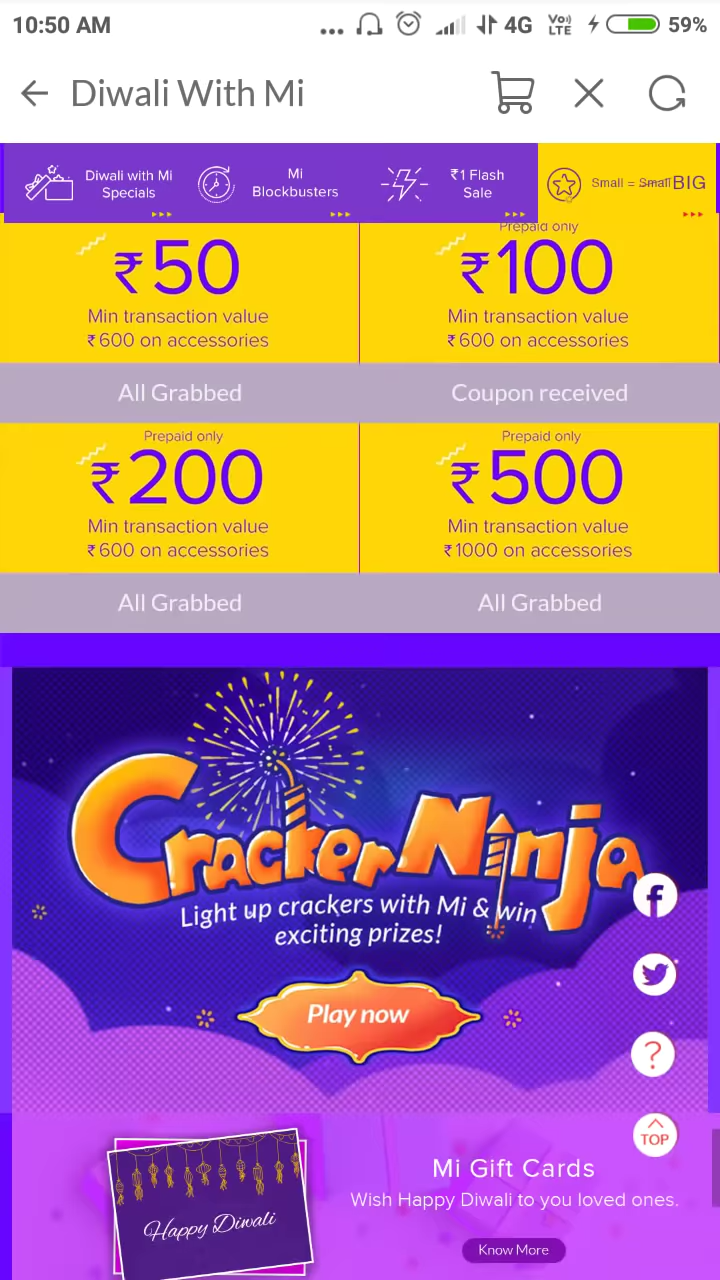 10:50 AM
4G
Vo))
LTE
59%
Diwali With Mi
Diwali with Mi
Specials
Mi
Blockbusters
₹1 Flash
Sale
Small = Small BIG
Prepaid only
₹50
₹100
Min transaction value
₹600 on accessories
Min transaction value
₹600 on accessories
All Grabbed
Coupon received
Prepaid only
Prepaid only
₹200
₹500
Min transaction value
₹600 on accessories
Min transaction value
₹1000 on accessories
All Grabbed
All Grabbed
Cracker Ninja
Light up crackers with Mi & win
exciting prizes!
Play now
f
?
TOP
Happy Diwali
Mi Gift Cards
Wish Happy Diwali to you loved ones.
Know More